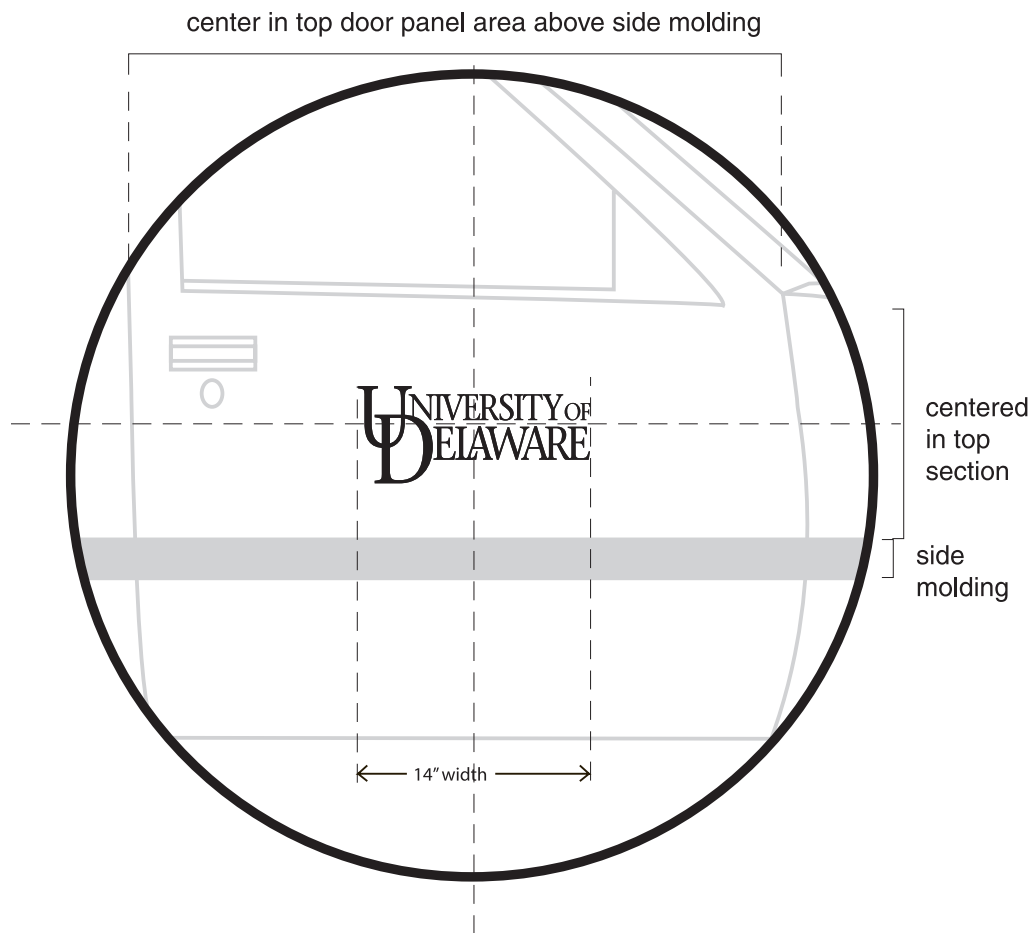 center in top door panel area above side molding
UNIVERSITY OF
DELAWARE
centered
in top
section
side
molding
14” width